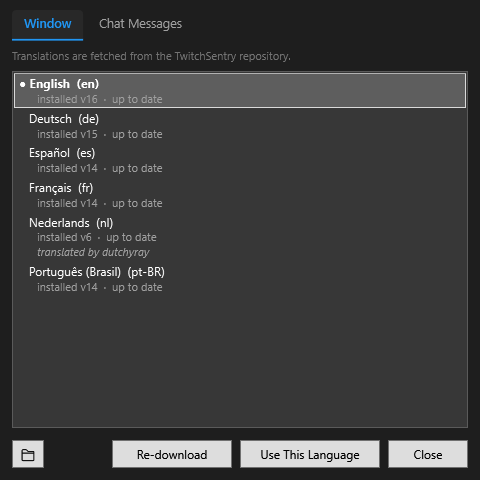 Window
Chat Messages
Translations are fetched from the TwitchSentry repository.
● English (en)
installed v16 · up to date
Deutsch (de)
installed v15 · up to date
Español (es)
installed v14 · up to date
Français (fr)
installed v14 · up to date
Nederlands (nl)
installed v6 · up to date
translated by dutchyray
Português (Brasil) (pt-BR)
installed v14 · up to date
Re-download
Use This Language
Close